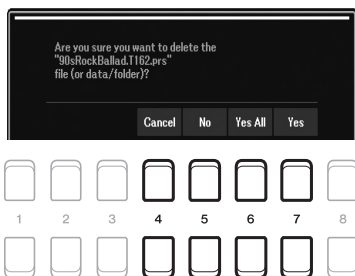 Are you sure you want to delete the
"90sRockBallad.T162.prs"
file (or data/folder)?
Cancel No Yes All Yes
1 2 3 4 5 6 7 8